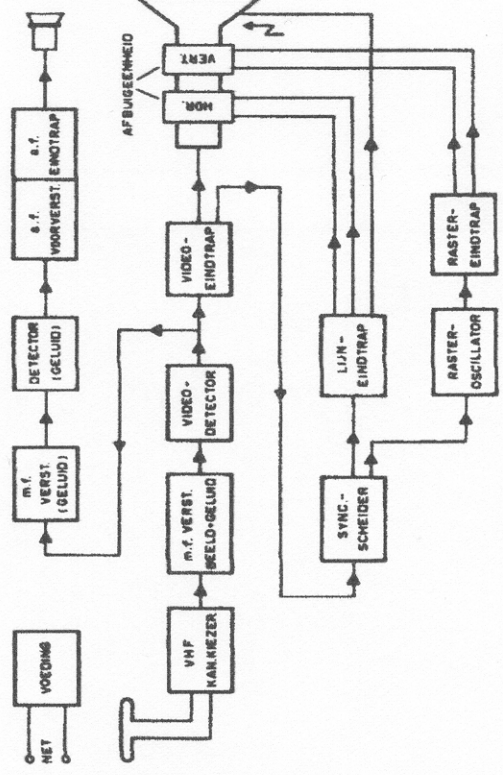 NET
VOEDING
m.f.
VERST.
(GELUID)
DETECTOR
(GELUID)
a.f.
VOORVERST.
a.f.
EINDTRAP
VHF
KAN.KIEZER
m.f. VERST.
BEELD+GELUID
VIDEO-
DETECTOR
VIDEO-
EINDTRAP
AFBUIGEENHEID
HOR.
VERT.
SYNC.-
SCHEIDER
LIJN-
EINDTRAP
RASTER-
OSCILLATOR
RASTER-
EINDTRAP